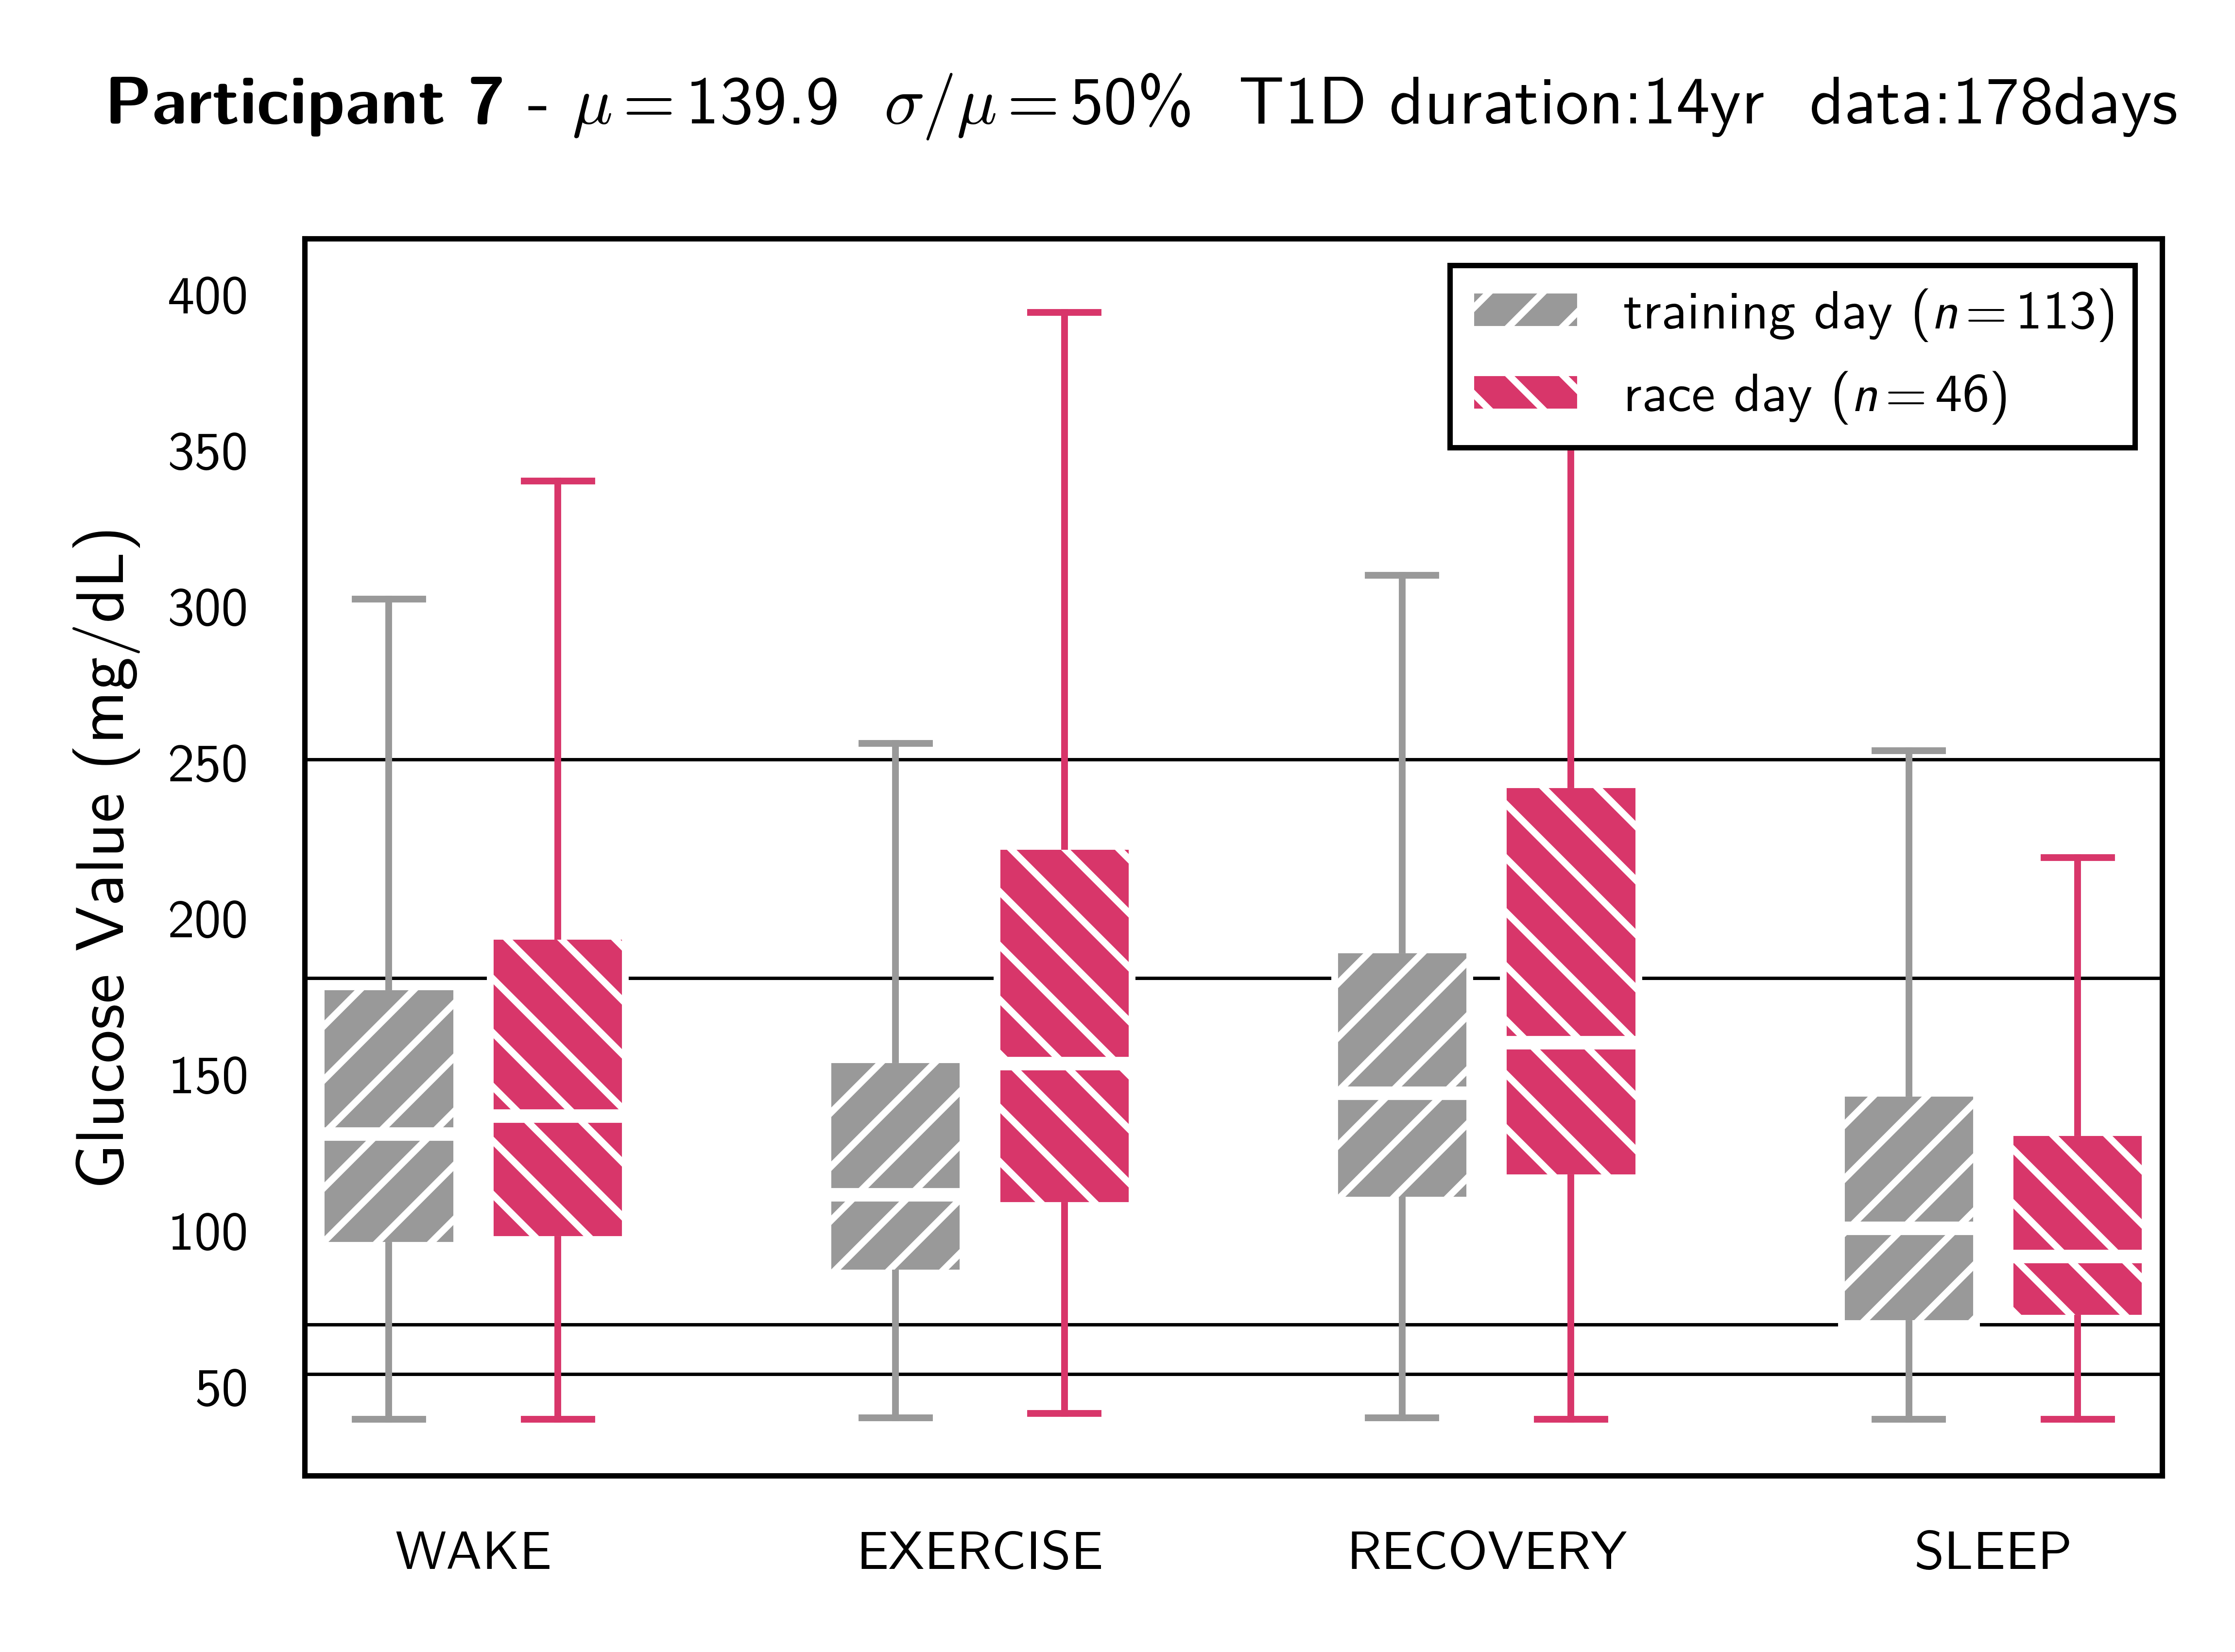 Participant 7 - μ=139.9 σ/μ=50% T1D duration:14yr data:178days
400
350
300
250
200
150
100
50
Glucose Value (mg/dL)
training day (n=113)
race day (n=46)
WAKE
EXERCISE
RECOVERY
SLEEP